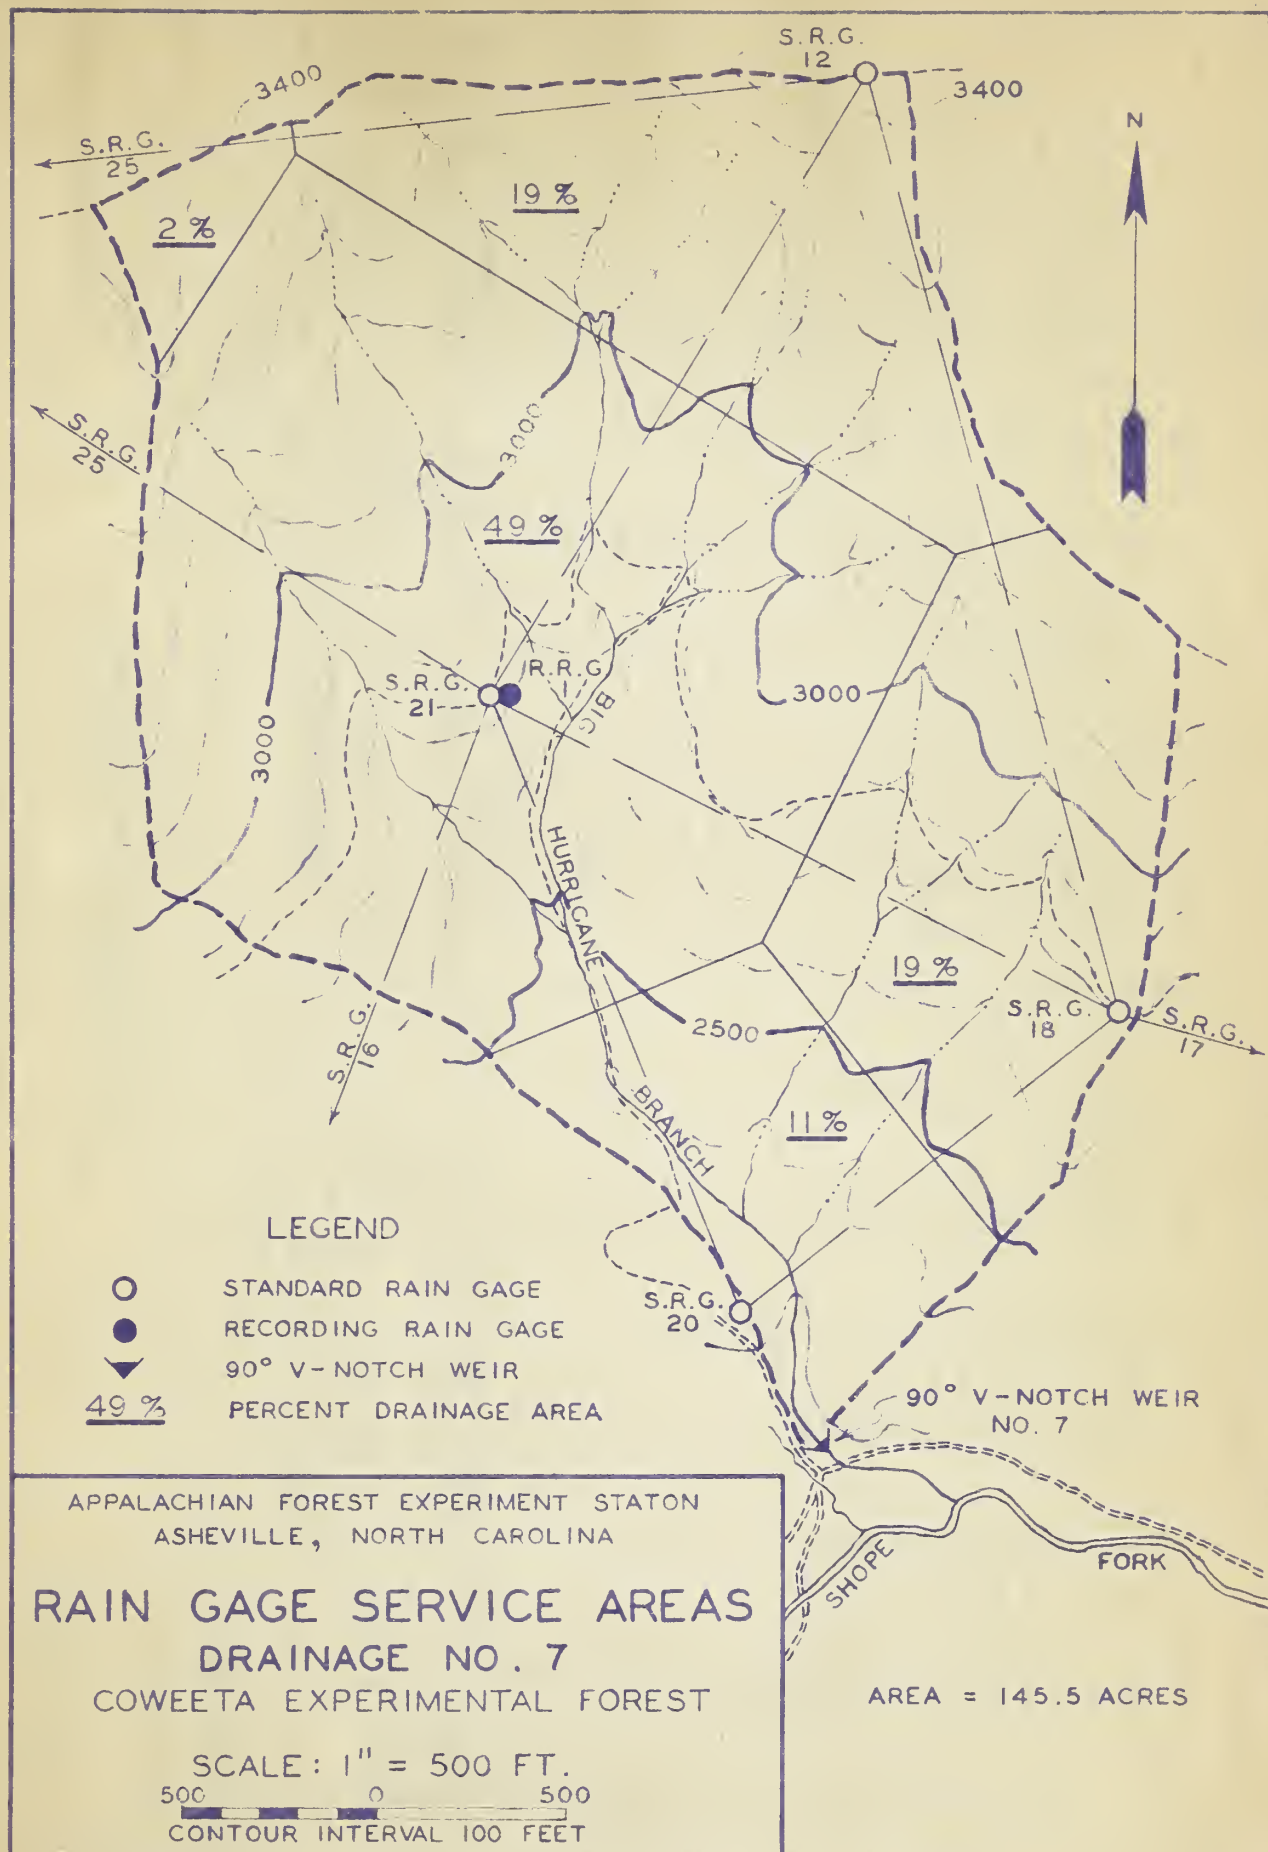 S.R.G.
12
3400
3400
N
S.R.G.
25
19 %
2 %
S.R.G.
25
3000
49 %
S.R.G.
21
R.R.G.
1
BIG
3000
3000
HURRICANE
19 %
S.R.G.
18
S.R.G.
17
S.R.G.
16
2500
BRANCH
11 %
LEGEND
STANDARD RAIN GAGE
RECORDING RAIN GAGE
90° V-NOTCH WEIR
49 % PERCENT DRAINAGE AREA
S.R.G.
20
90° V-NOTCH WEIR
NO. 7
SHOPE
FORK
APPALACHIAN FOREST EXPERIMENT STATON
ASHEVILLE, NORTH CAROLINA
RAIN GAGE SERVICE AREAS
DRAINAGE NO. 7
COWEETA EXPERIMENTAL FOREST
SCALE: 1" = 500 FT.
500 0 500
CONTOUR INTERVAL 100 FEET
AREA = 145.5 ACRES